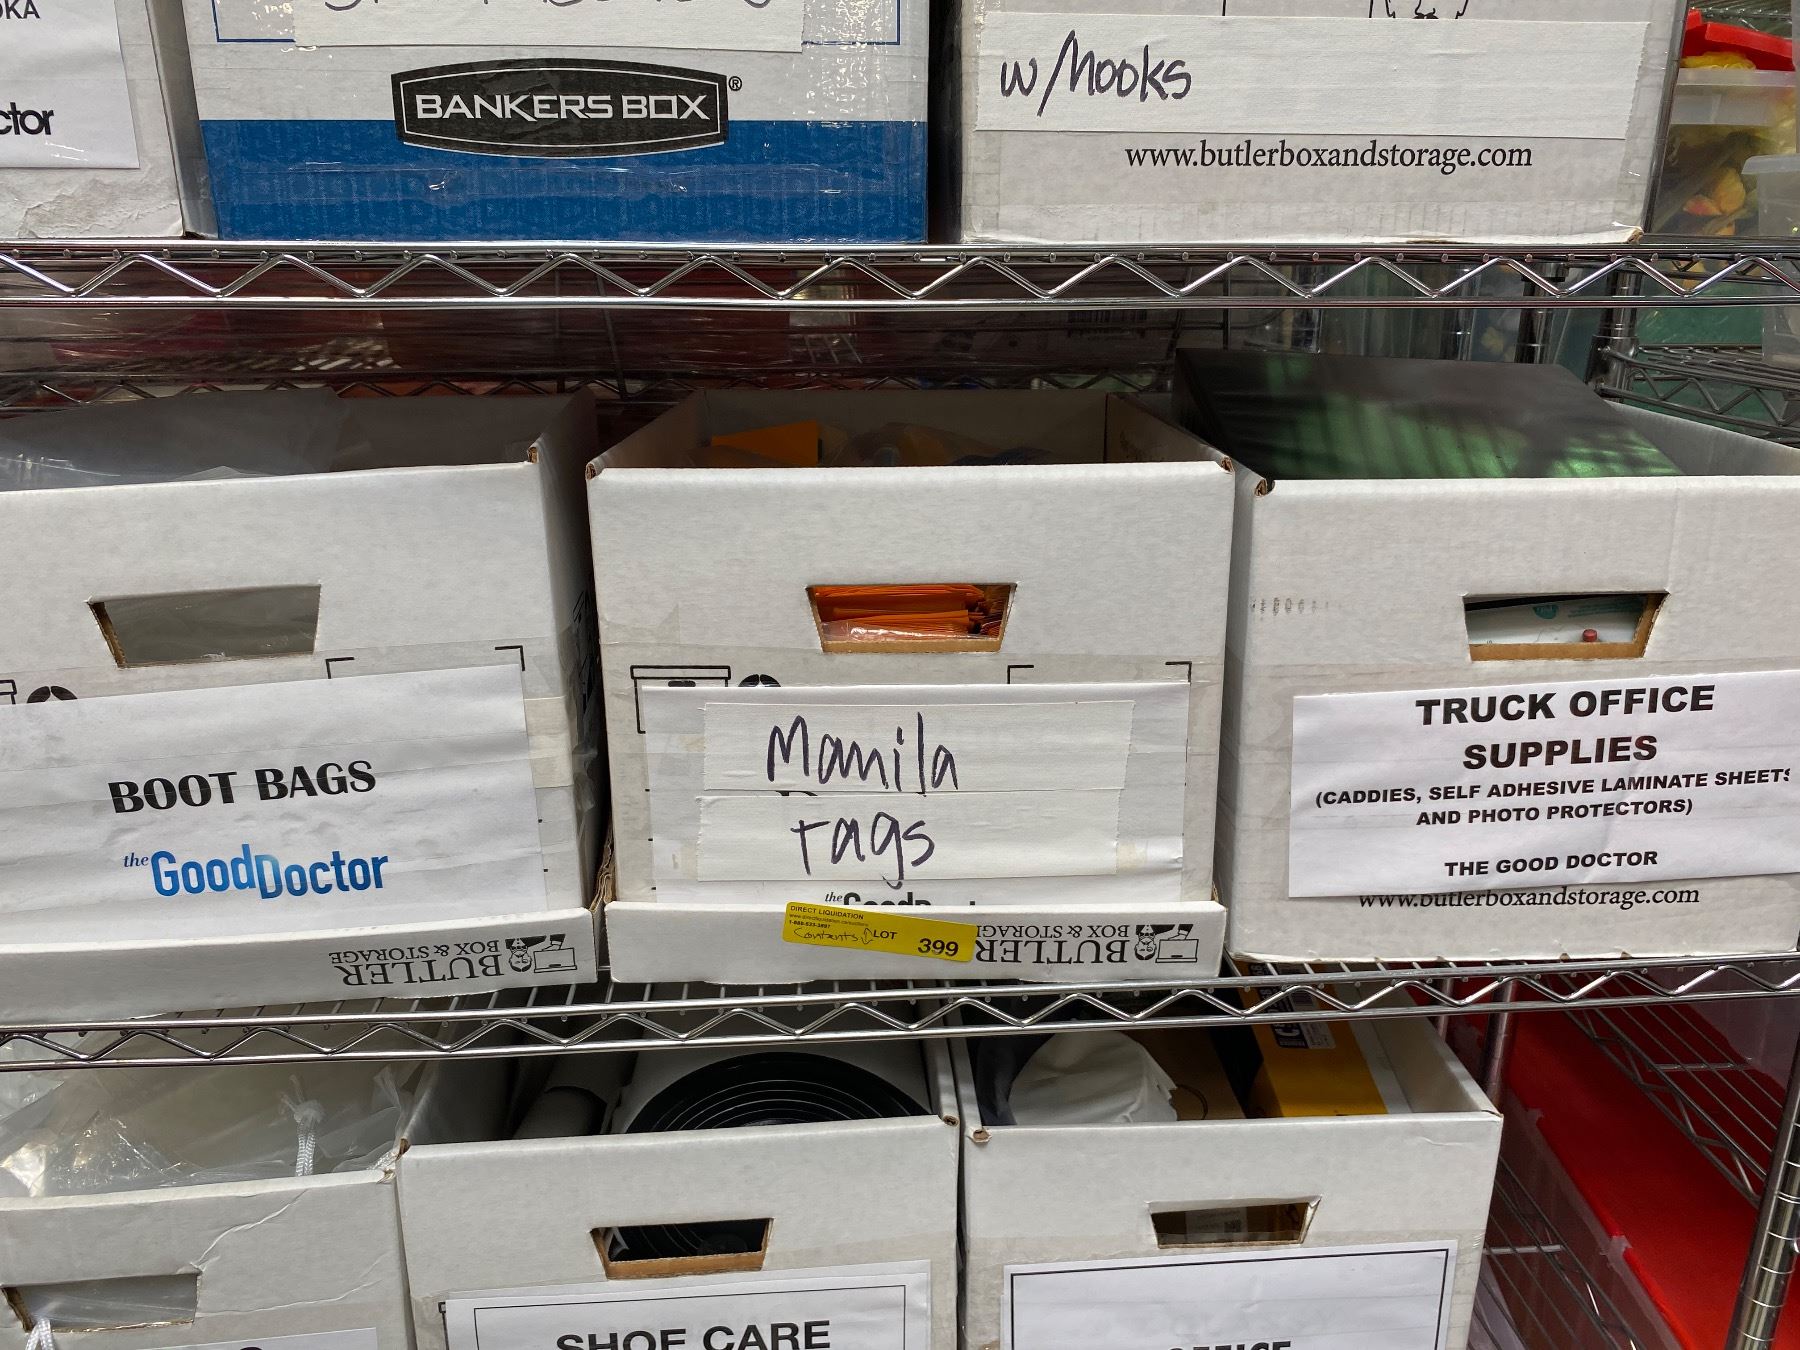 ctor
BANKERS BOX®
w/hooks
www.butlerboxandstorage.com
BOOT BAGS
the GoodDoctor
BUTLER
BOX & STORAGE
Manila
Tags
the
DIRECT LIQUIDATION
Contents
LOT
399
BUTLER
BOX & STORAGE
TRUCK OFFICE
SUPPLIES
(CADDIES, SELF ADHESIVE LAMINATE SHEETS
AND PHOTO PROTECTORS)
THE GOOD DOCTOR
www.butlerboxandstorage.com
SHOE CARE
OFFICE